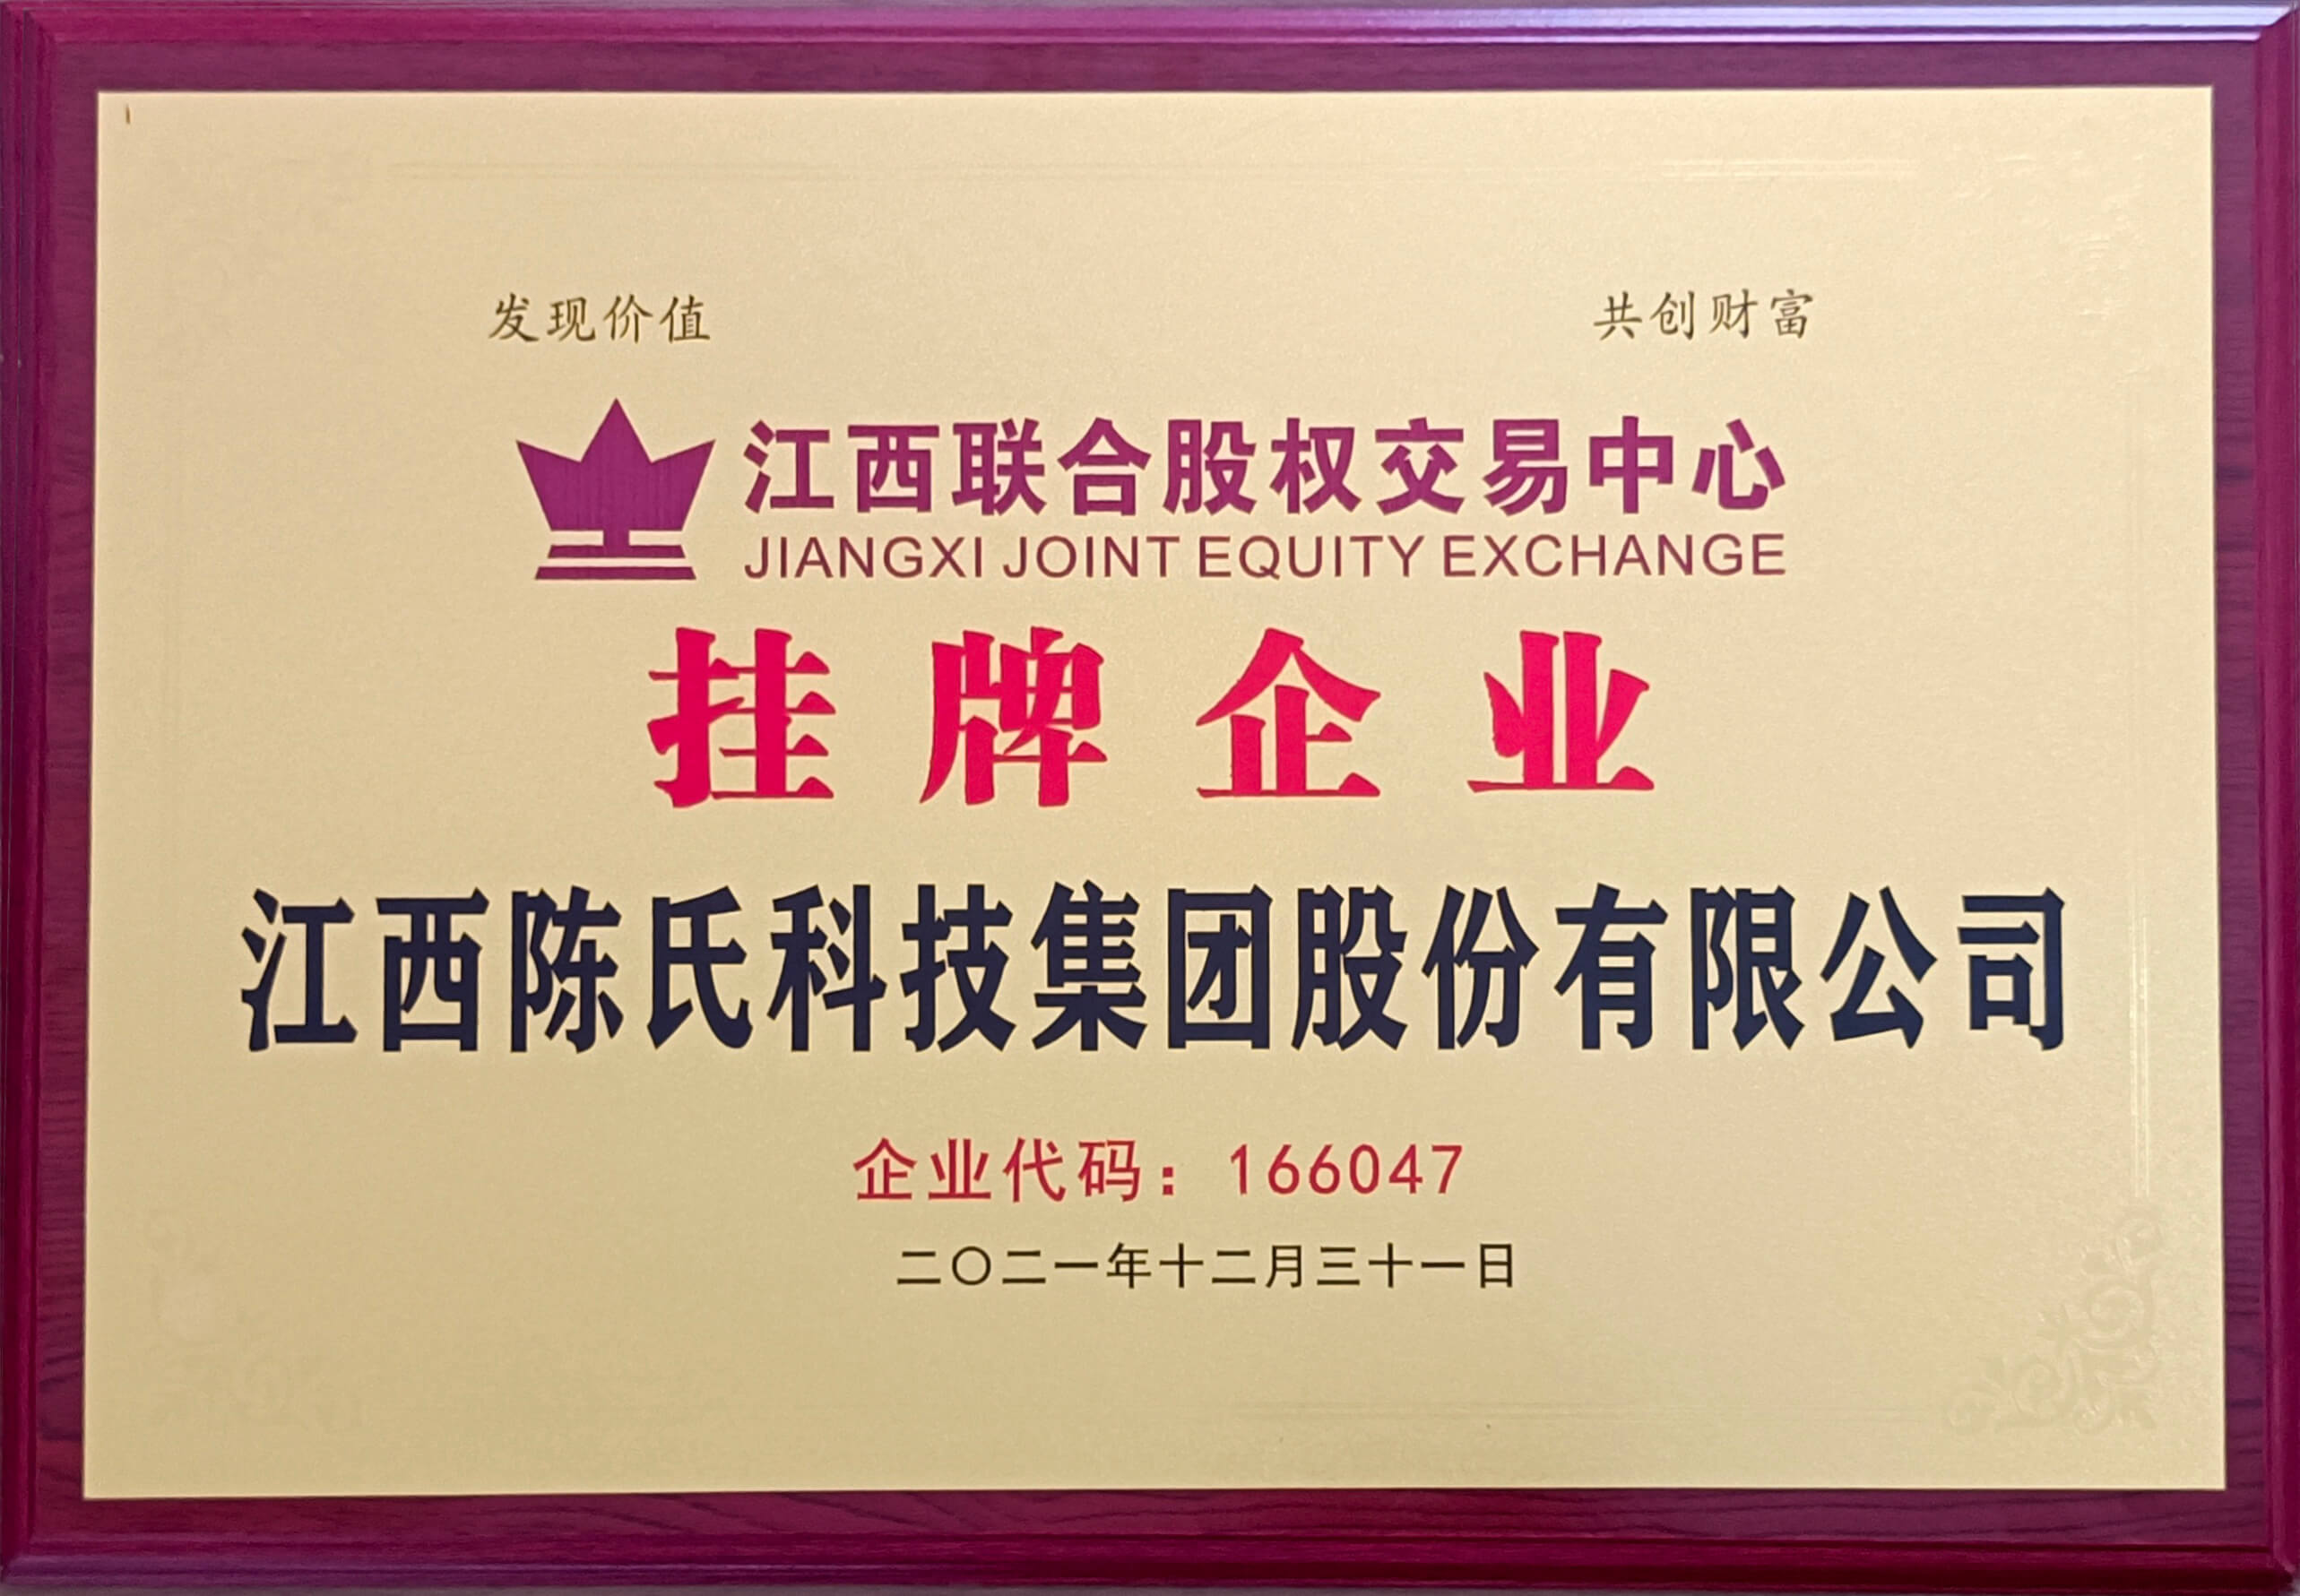 发现价值 共创财富
江西联合股权交易中心
JIANGXI JOINT EQUITY EXCHANGE
挂牌企业
江西陈氏科技集团股份有限公司
企业代码：166047
二〇二一年十二月三十一日